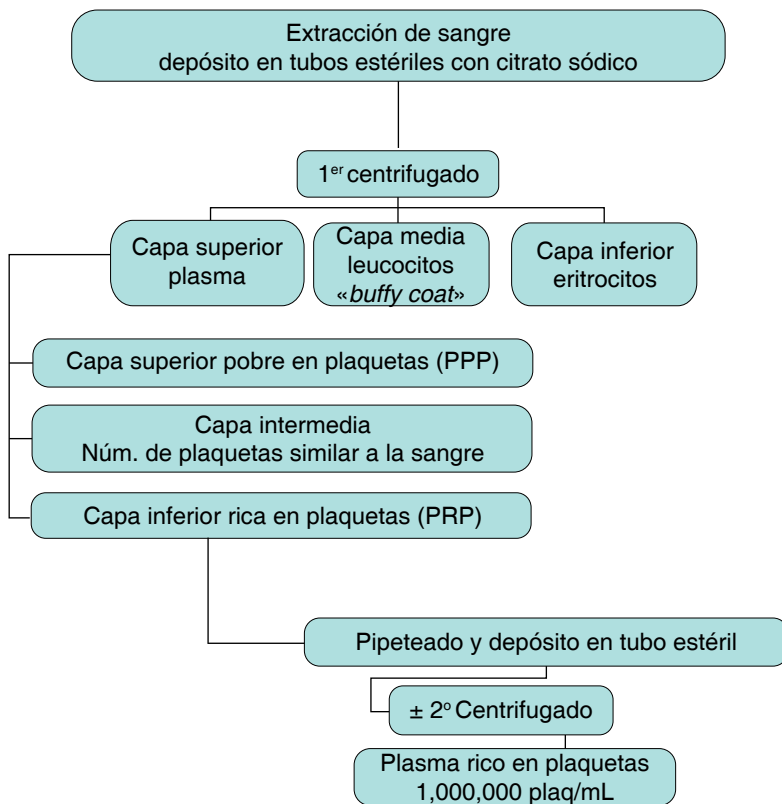 Extracción de sangre
depósito en tubos estériles con citrato sódico
1er centrifugado
Capa superior
plasma
Capa media
leucocitos
«buffy coat»
Capa inferior
eritrocitos
Capa superior pobre en plaquetas (PPP)
Capa intermedia
Núm. de plaquetas similar a la sangre
Capa inferior rica en plaquetas (PRP)
Pipeteado y depósito en tubo estéril
± 2º Centrifugado
Plasma rico en plaquetas
1,000,000 plaq/mL